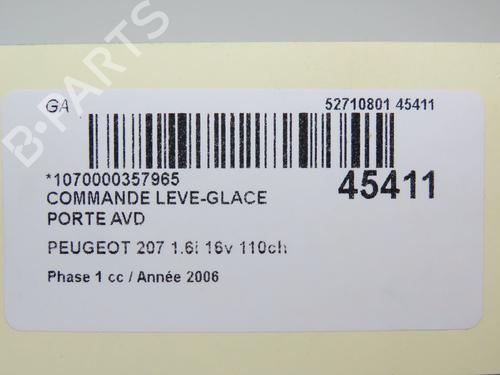 GA
52710801 45411
*1070000357965
45411
COMMANDE LEVE-GLACE
PORTE AVD
PEUGEOT 207 1.6i 16v 110ch
Phase 1 cc / Année 2006
B-PARTS